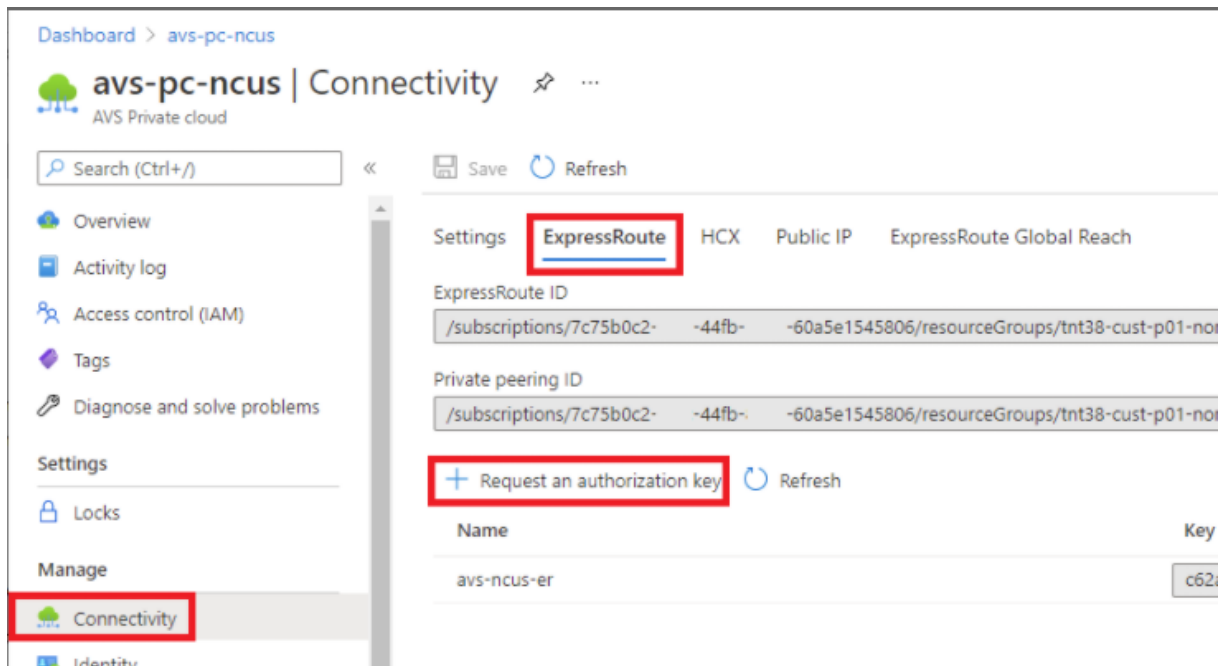 Dashboard > avs-pc-ncus
avs-pc-ncus | Connectivity ...
AVS Private cloud
Search (Ctrl+/)
«
Overview
Activity log
Access control (IAM)
Tags
Diagnose and solve problems
Settings
Locks
Manage
Connectivity
Identity
Save Refresh
Settings ExpressRoute HCX Public IP ExpressRoute Global Reach
ExpressRoute ID
/subscriptions/7c75b0c2- -44fb- -60a5e1545806/resourceGroups/tnt38-cust-p01-nor
Private peering ID
/subscriptions/7c75b0c2- -44fb- -60a5e1545806/resourceGroups/tnt38-cust-p01-nor
+ Request an authorization key Refresh
Name Key
avs-ncus-er c62a